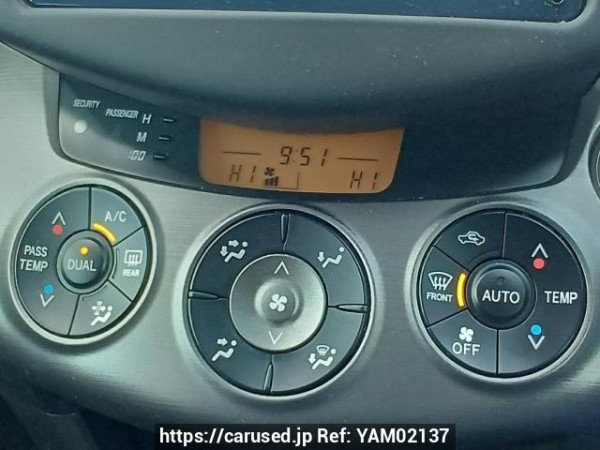 SECURITY
PASSENGER
H
M
:00
9:51
HI
HI
A/C
PASS
TEMP
DUAL
REAR
FRONT
AUTO
TEMP
OFF
https://carused.jp Ref: YAM02137